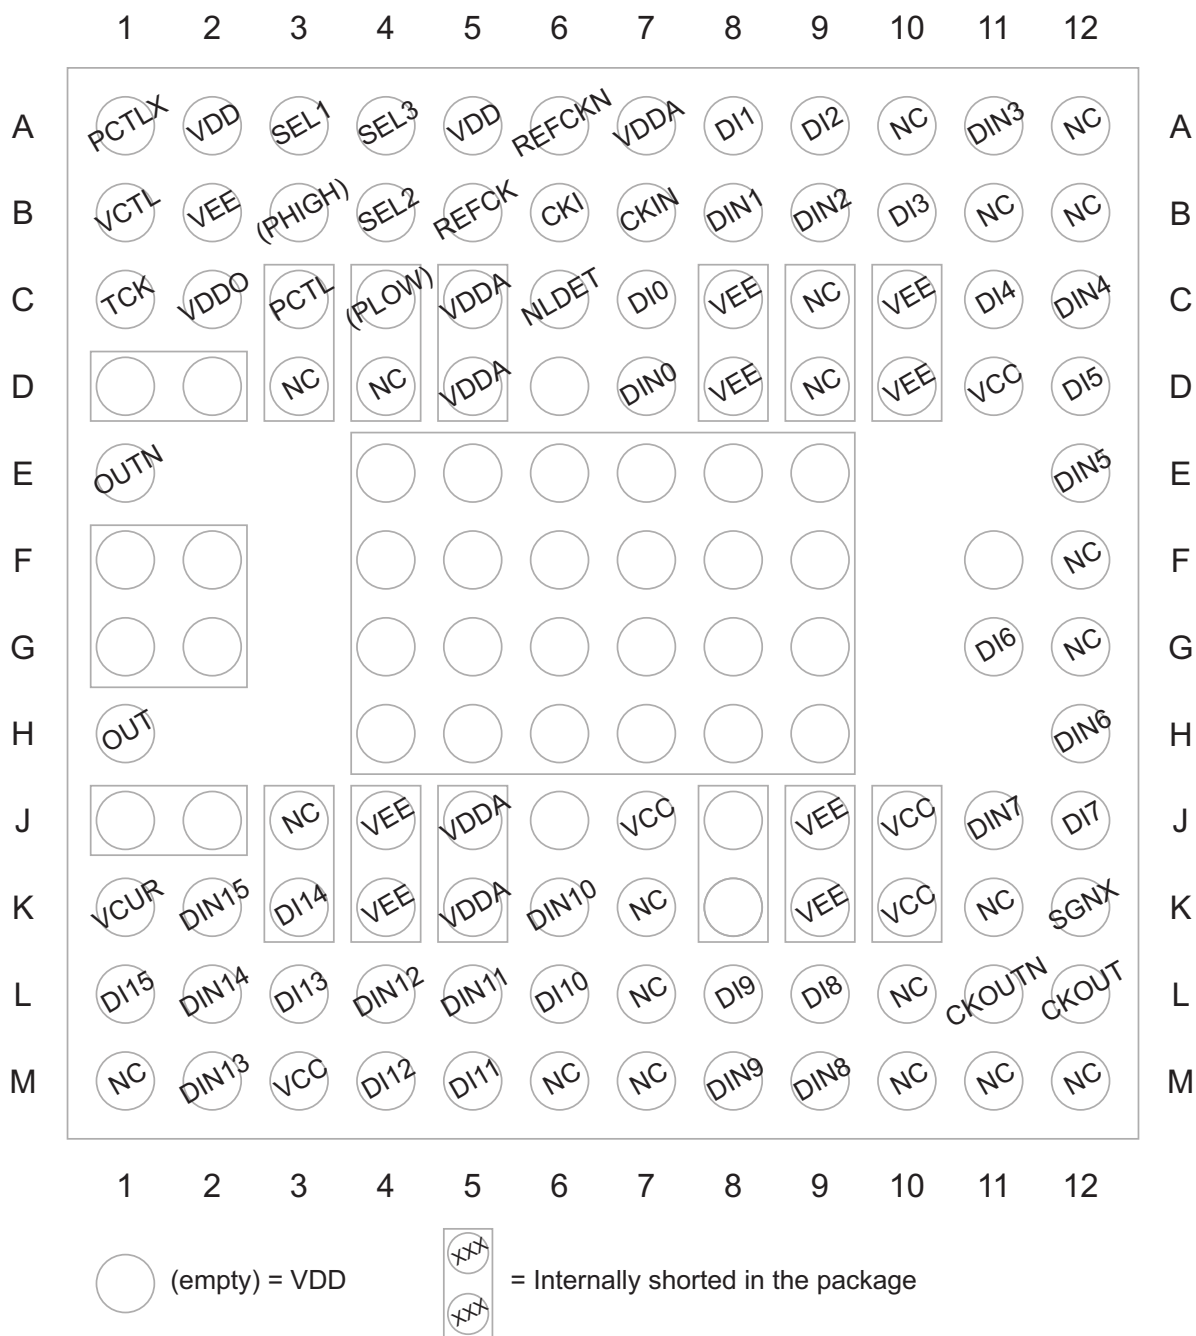 1 2 3 4 5 6 7 8 9 10 11 12
A PCTLX VDD SEL1 SEL3 VDD REFCKN VDDA DI1 DI2 NC DIN3 NC A
B VCTL VEE (PHIGH) SEL2 REFCK CKI CKIN DIN1 DIN2 DI3 NC NC B
C TCK VDDO PCTL (PLOW) VDDA NLDET DI0 VEE NC VEE DI4 DIN4 C
D NC NC VDDA DIN0 VEE NC VEE VCC DI5 D
E OUTN DIN5 E
F NC F
G DI6 NC G
H OUT DIN6 H
J NC VEE VDDA VCC VEE VCC DIN7 DI7 J
K VCUR DIN15 DI14 VEE VDDA DIN10 NC VEE VCC NC SGNX K
L DI15 DIN14 DI13 DIN12 DIN11 DI10 NC DI9 DI8 NC CKOUTN CKOUT L
M NC DIN13 VCC DI12 DI11 NC NC DIN9 DIN8 NC NC NC M
1 2 3 4 5 6 7 8 9 10 11 12
xxx
(empty) = VDD
= Internally shorted in the package
xxx